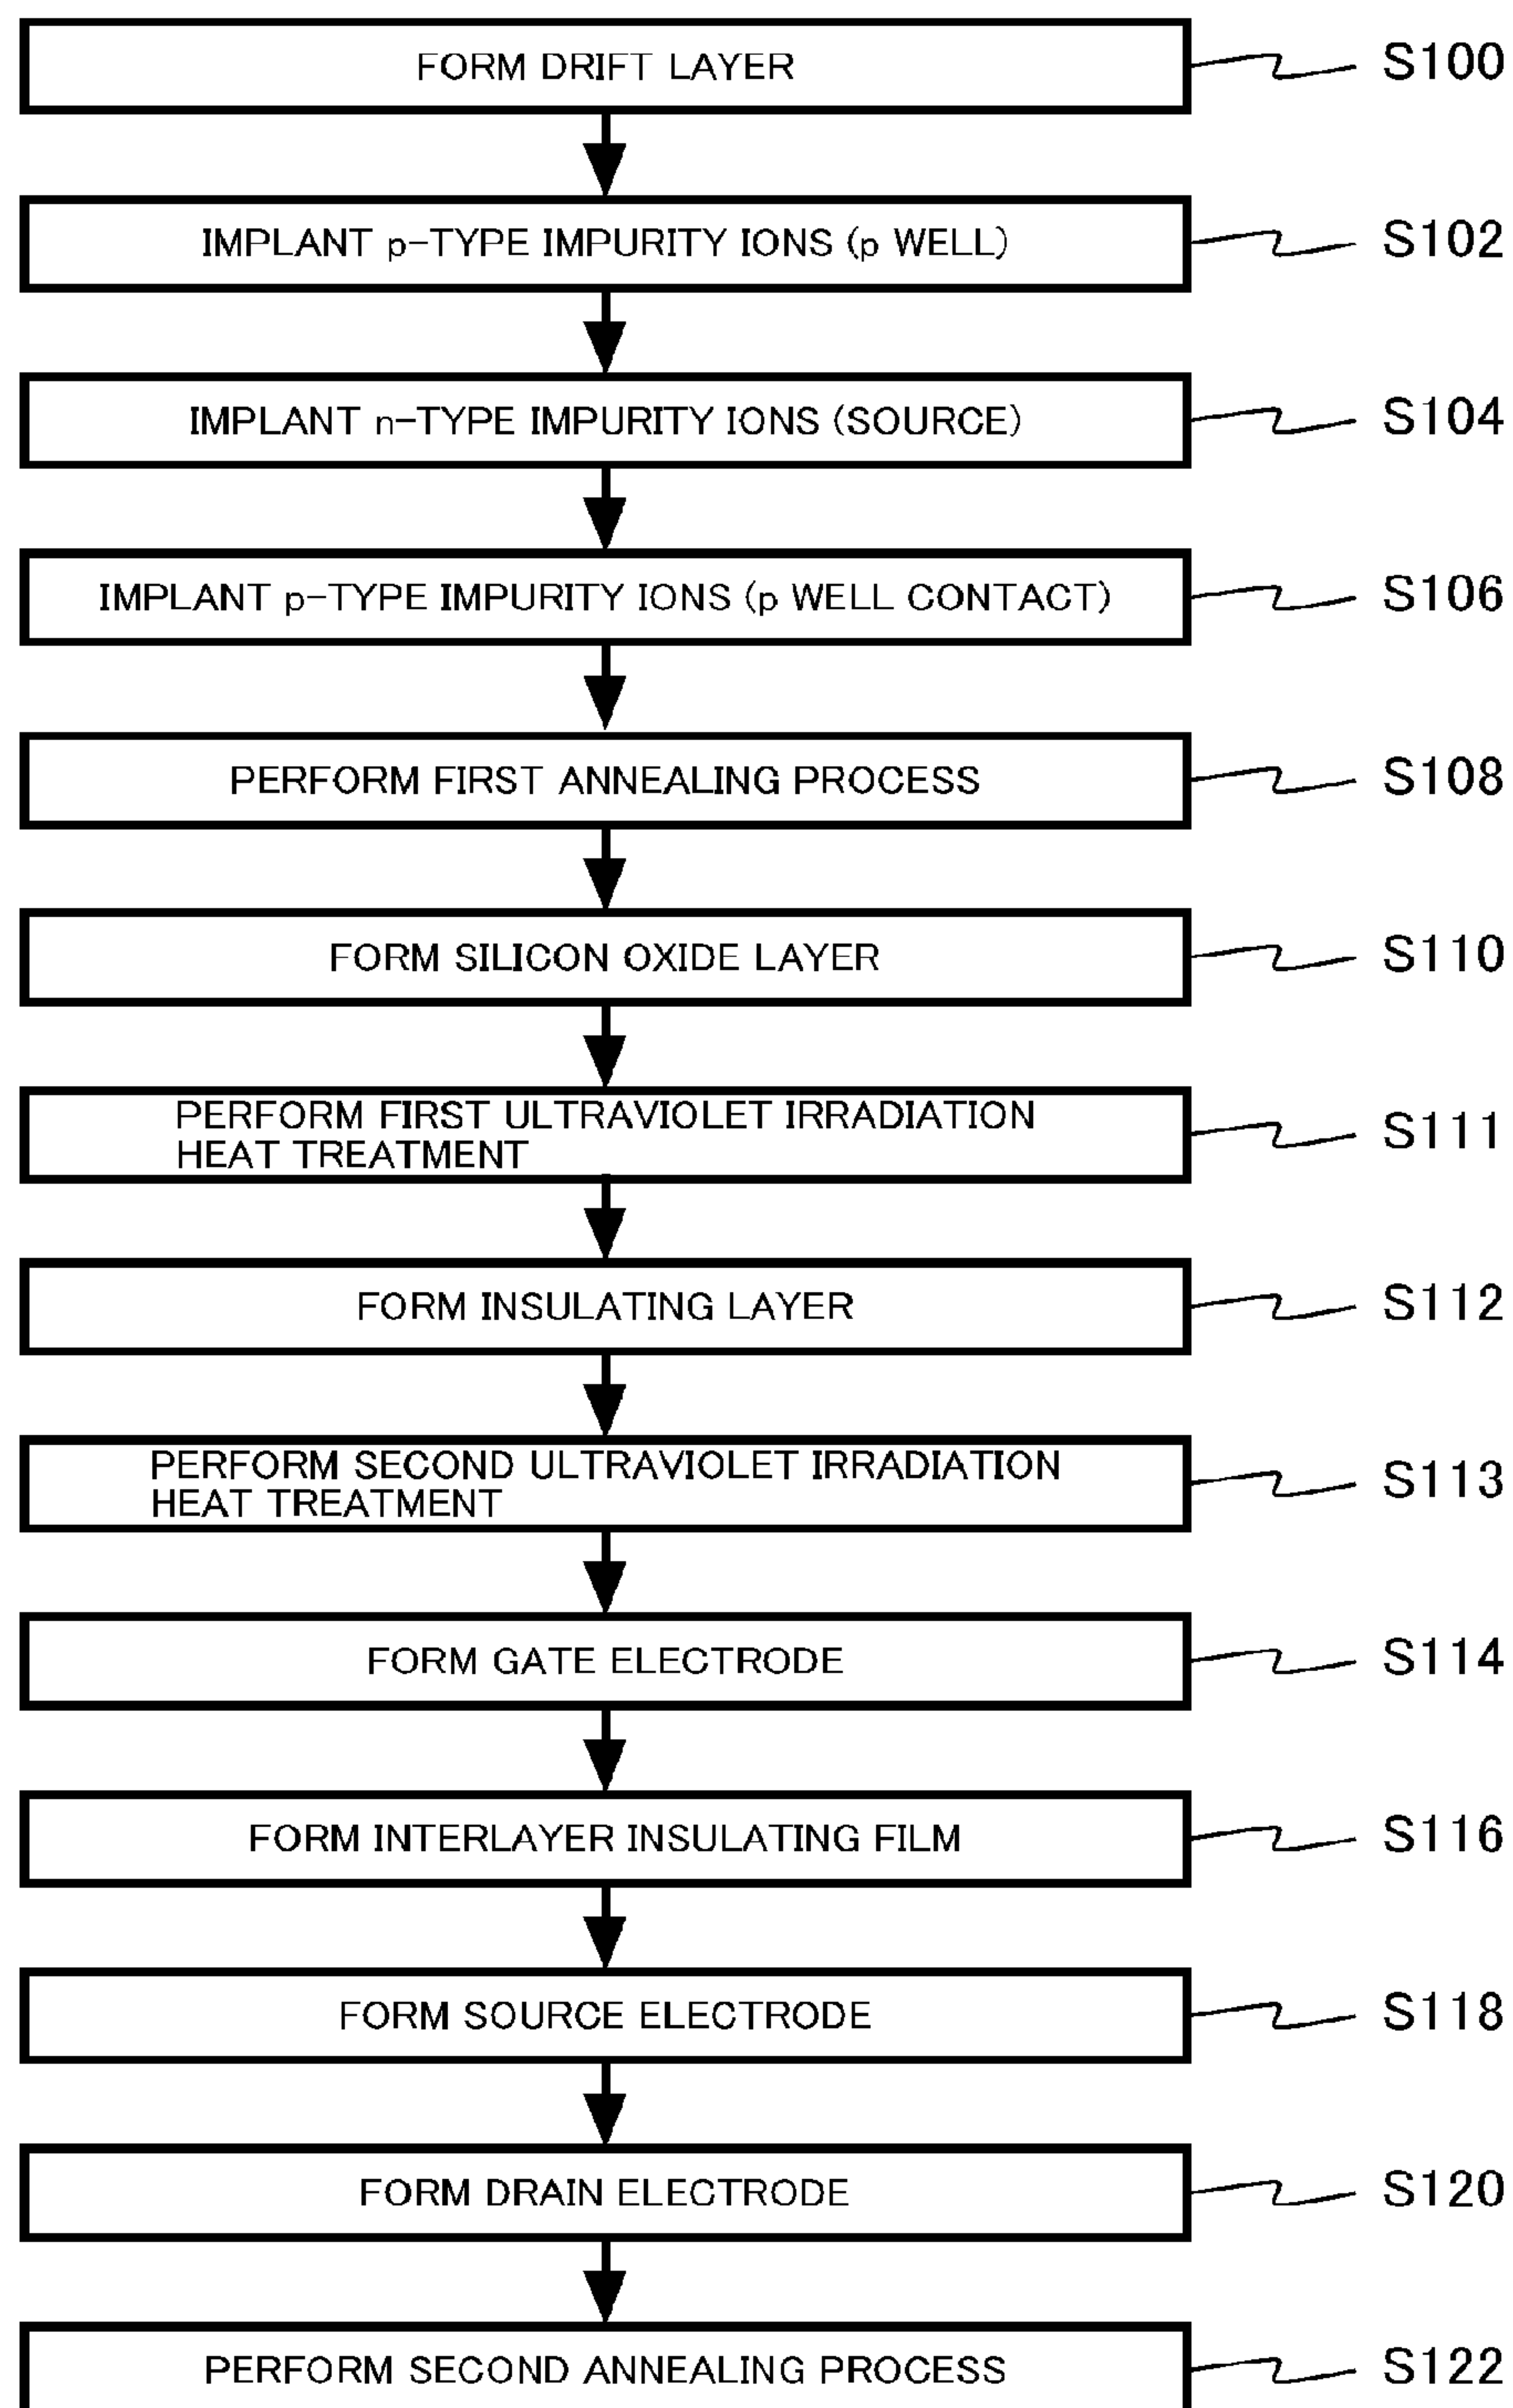 FORM DRIFT LAYER S100
IMPLANT p-TYPE IMPURITY IONS (p WELL) S102
IMPLANT n-TYPE IMPURITY IONS (SOURCE) S104
IMPLANT p-TYPE IMPURITY IONS (p WELL CONTACT) S106
PERFORM FIRST ANNEALING PROCESS S108
FORM SILICON OXIDE LAYER S110
PERFORM FIRST ULTRAVIOLET IRRADIATION
HEAT TREATMENT
S111
FORM INSULATING LAYER S112
PERFORM SECOND ULTRAVIOLET IRRADIATION
HEAT TREATMENT
S113
FORM GATE ELECTRODE S114
FORM INTERLAYER INSULATING FILM S116
FORM SOURCE ELECTRODE S118
FORM DRAIN ELECTRODE S120
PERFORM SECOND ANNEALING PROCESS S122